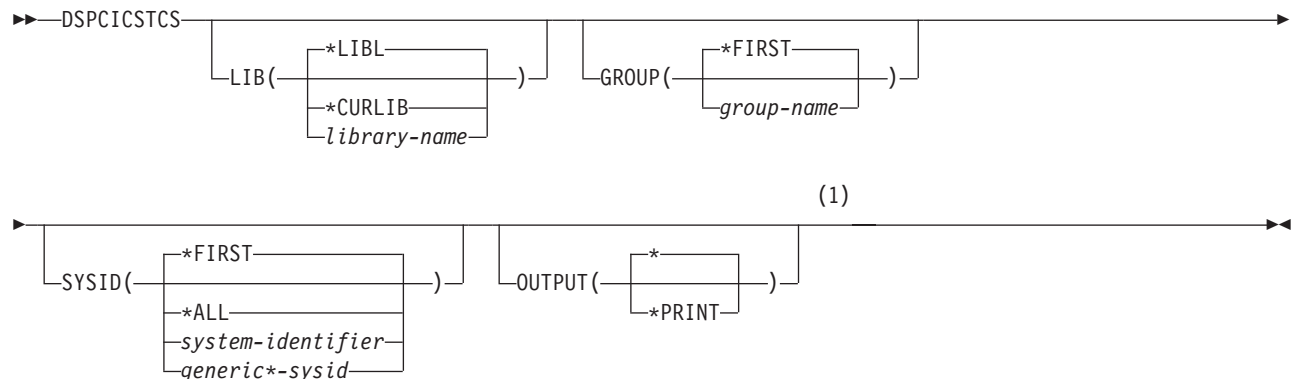 DSPCICSTCS
LIB( *LIBL )
*CURLIB
library-name
GROUP( *FIRST )
group-name
(1)
SYSID( *FIRST )
*ALL
system-identifier
generic*-sysid
OUTPUT( * )
*PRINT